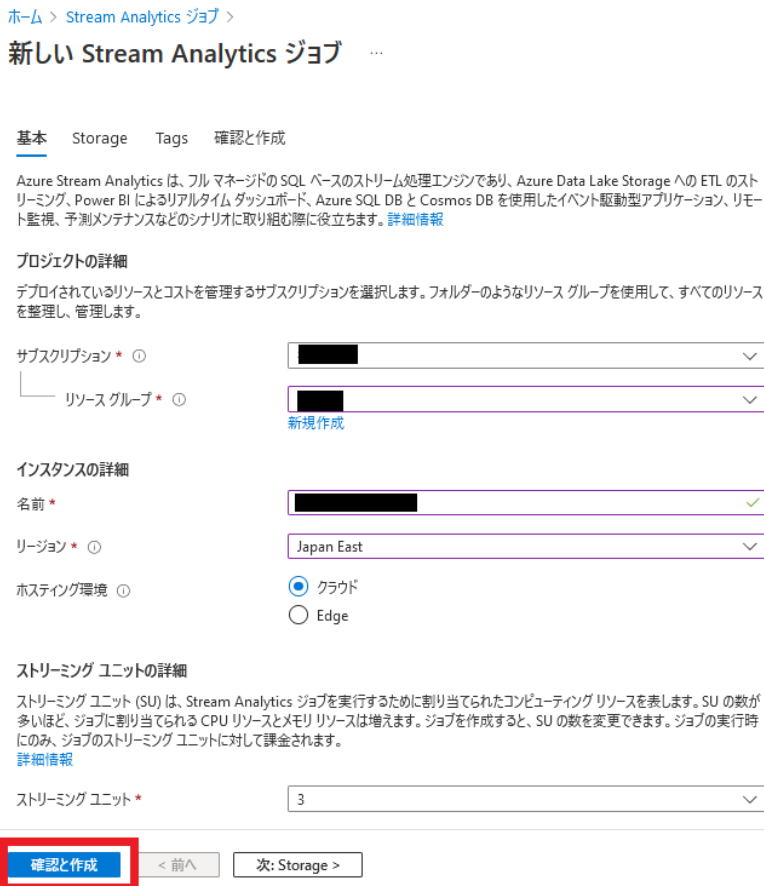 ホーム > Stream Analytics ジョブ >
新しい Stream Analytics ジョブ ...
基本 Storage Tags 確認と作成
Azure Stream Analytics は、フル マネージドの SQL ベースのストリーム処理エンジンであり、Azure Data Lake Storage への ETL のスト
リーミング、Power BI によるリアルタイム ダッシュボード、Azure SQL DB と Cosmos DB を使用したイベント駆動型アプリケーション、リモー
ト監視、予測メンテナンスなどのシナリオに取り組む際に役立ちます。詳細情報
プロジェクトの詳細
デプロイされているリソースとコストを管理するサブスクリプションを選択します。フォルダーのようなリソース グループを使用して、すべてのリソース
を整理し、管理します。
サブスクリプション *
リソース グループ *
新規作成
インスタンスの詳細
名前 *
リージョン * Japan East
ホスティング環境 クラウド
Edge
ストリーミング ユニットの詳細
ストリーミング ユニット (SU) は、Stream Analytics ジョブを実行するために割り当てられたコンピューティング リソースを表します。SU の数が
多いほど、ジョブに割り当てられる CPU リソースとメモリ リソースは増えます。ジョブを作成すると、SU の数を変更できます。ジョブの実行時
にのみ、ジョブのストリーミング ユニットに対して課金されます。
詳細情報
ストリーミング ユニット * 3
確認と作成 < 前へ 次: Storage >